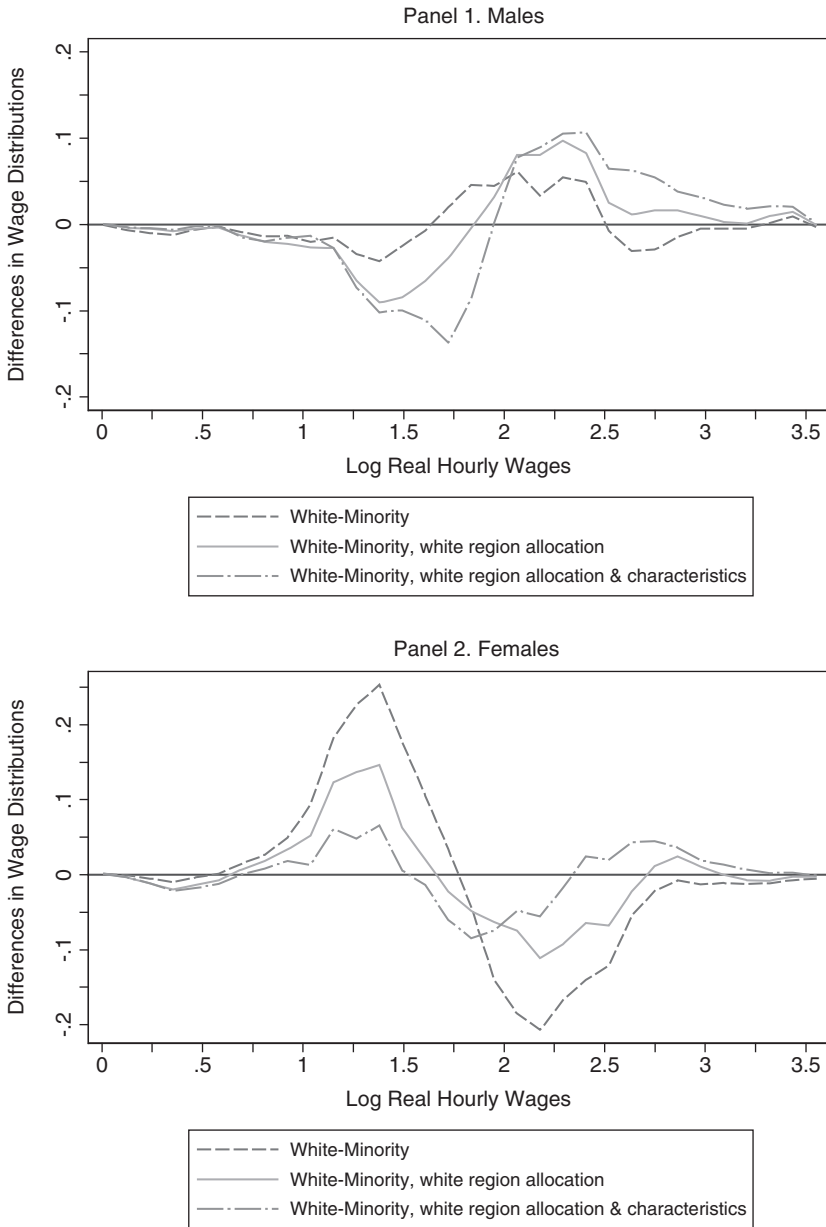 Panel 1. Males
Differences in Wage Distributions
.2
.1
0
-.1
-.2
0 .5 1 1.5 2 2.5 3 3.5
Log Real Hourly Wages
White-Minority
White-Minority, white region allocation
White-Minority, white region allocation & characteristics
Panel 2. Females
Differences in Wage Distributions
.2
.1
0
-.1
-.2
0 .5 1 1.5 2 2.5 3 3.5
Log Real Hourly Wages
White-Minority
White-Minority, white region allocation
White-Minority, white region allocation & characteristics